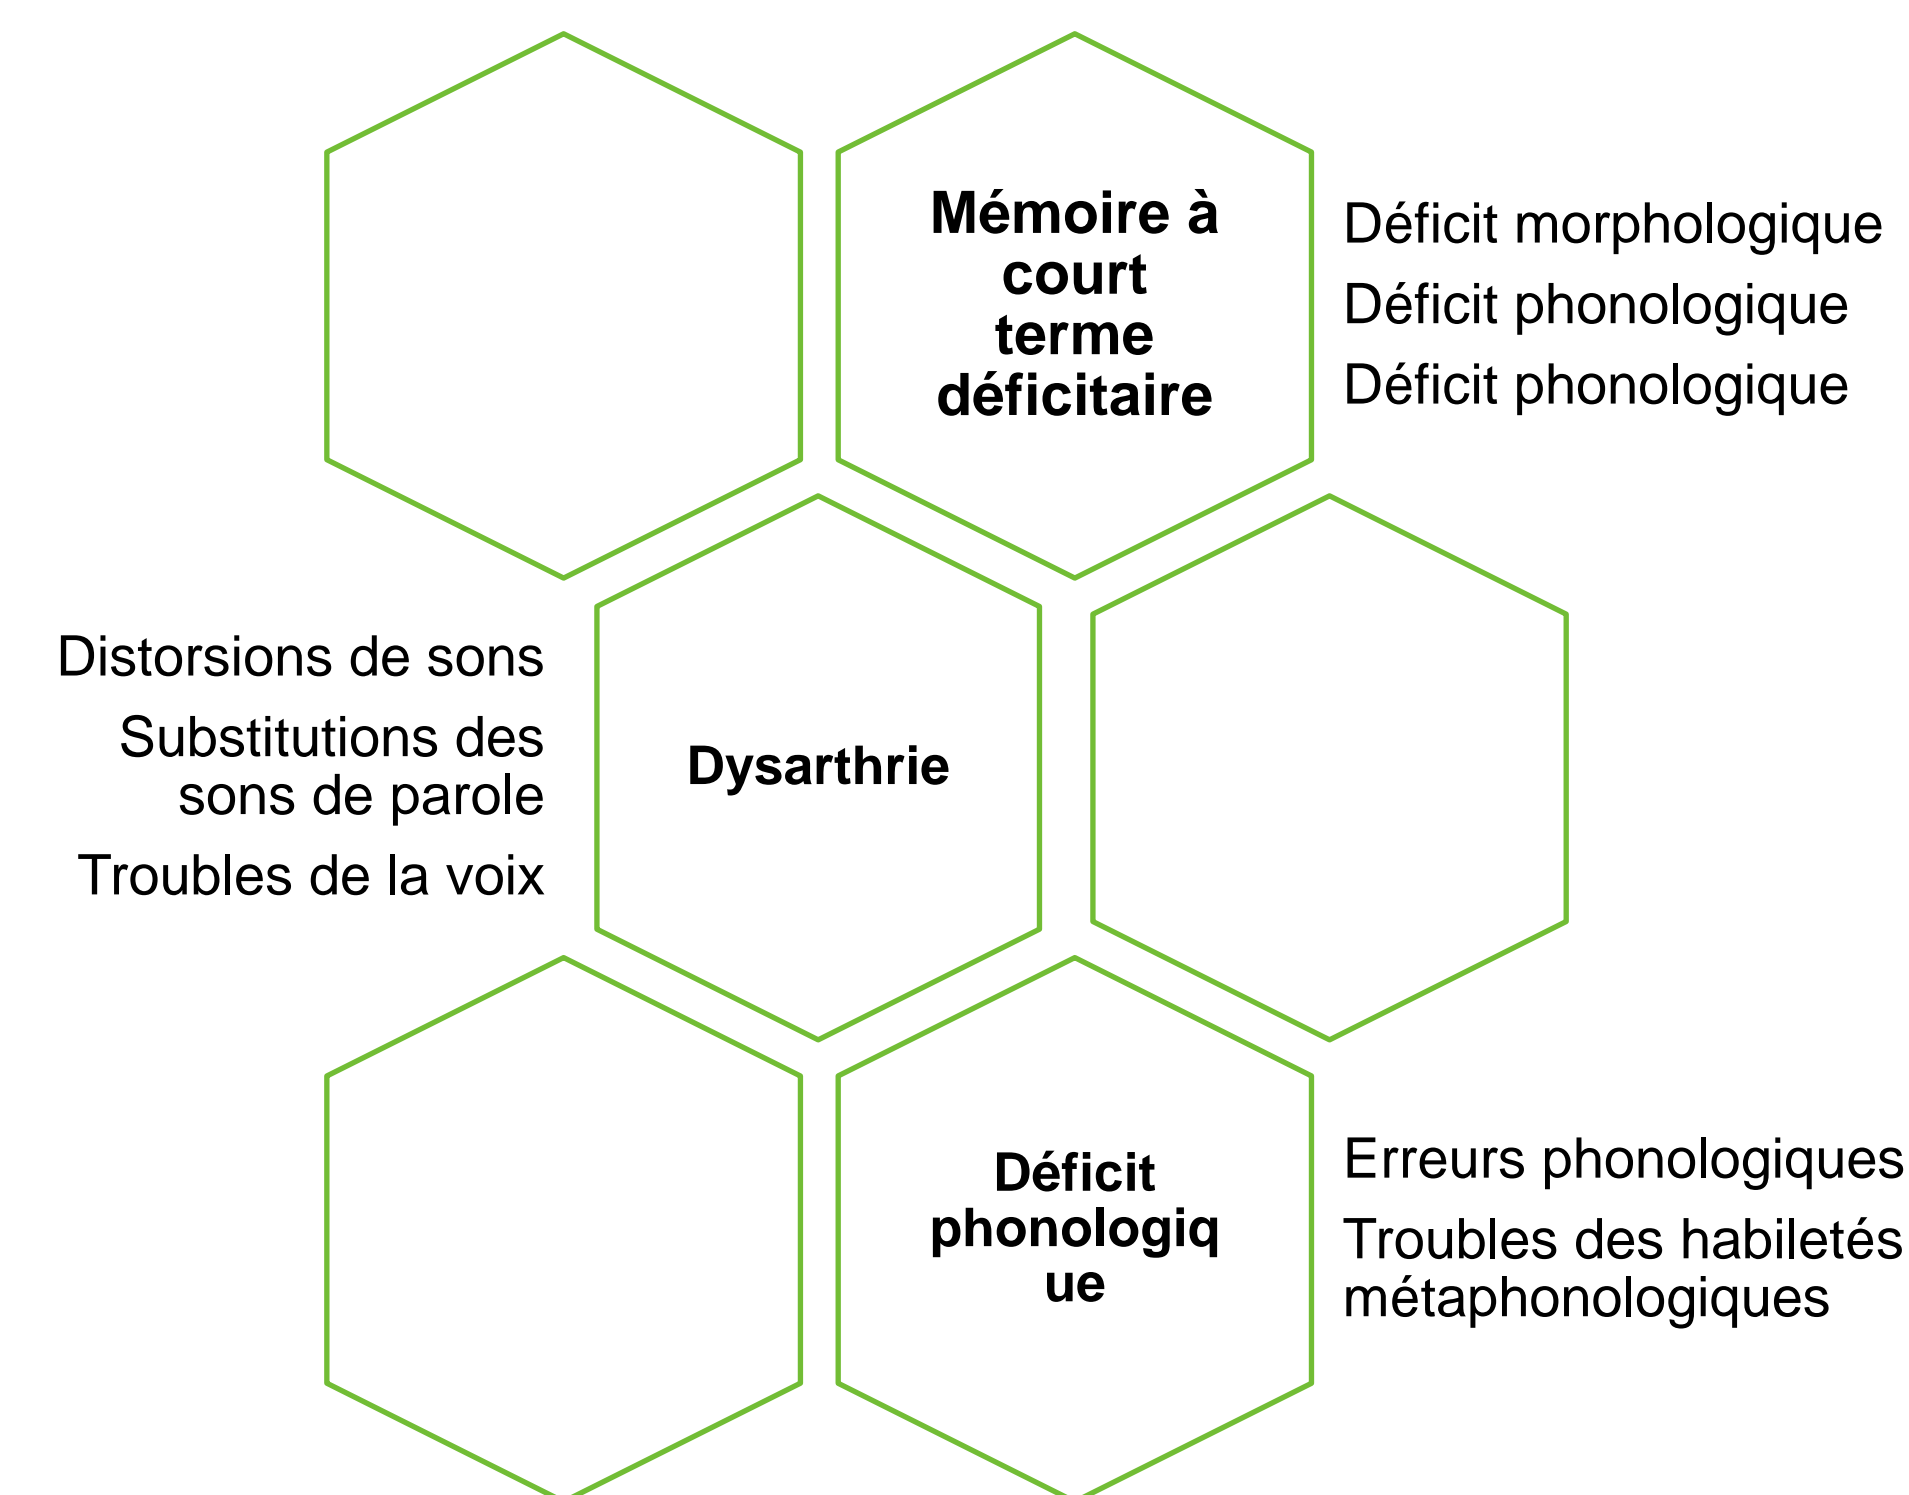 Mémoire à
court
terme
déficitaire
Déficit morphologique
Déficit phonologique
Déficit phonologique
Distorsions de sons
Substitutions des
sons de parole
Troubles de la voix
Dysarthrie
Déficit
phonologiq
ue
Erreurs phonologiques
Troubles des habiletés
métaphonologiques